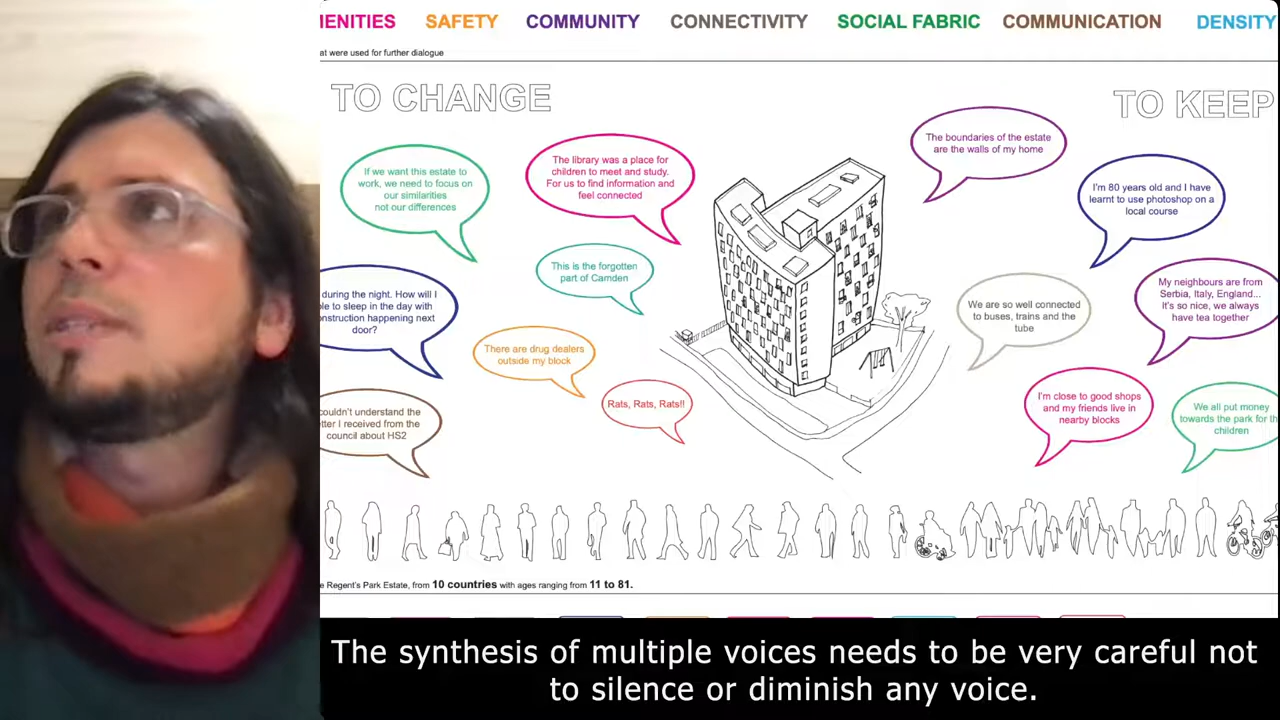 MENITIES SAFETY COMMUNITY CONNECTIVITY SOCIAL FABRIC COMMUNICATION DENSITY
at were used for further dialogue
TO CHANGE
TO KEEP
If we want this estate to
work, we need to focus on
our similarities
not our differences
The library was a place for
children to meet and study.
For us to find information and
feel connected
The boundaries of the estate
are the walls of my home
I'm 80 years old and I have
learnt to use photoshop on a
local course
This is the forgotten
part of Camden
during the night. How will I
le to sleep in the day with
nstruction happening next
door?
There are drug dealers
outside my block
We are so well connected
to buses, trains and the
tube
My neighbours are from
Serbia, Italy, England...
It's so nice, we always
have tea together
Rats, Rats, Rats!!
couldn't understand the
tter I received from the
council about HS2
I'm close to good shops
and my friends live in
nearby blocks
We all put money
towards the park for th
children
e Regent's Park Estate, from 10 countries with ages ranging from 11 to 81.
The synthesis of multiple voices needs to be very careful not
to silence or diminish any voice.